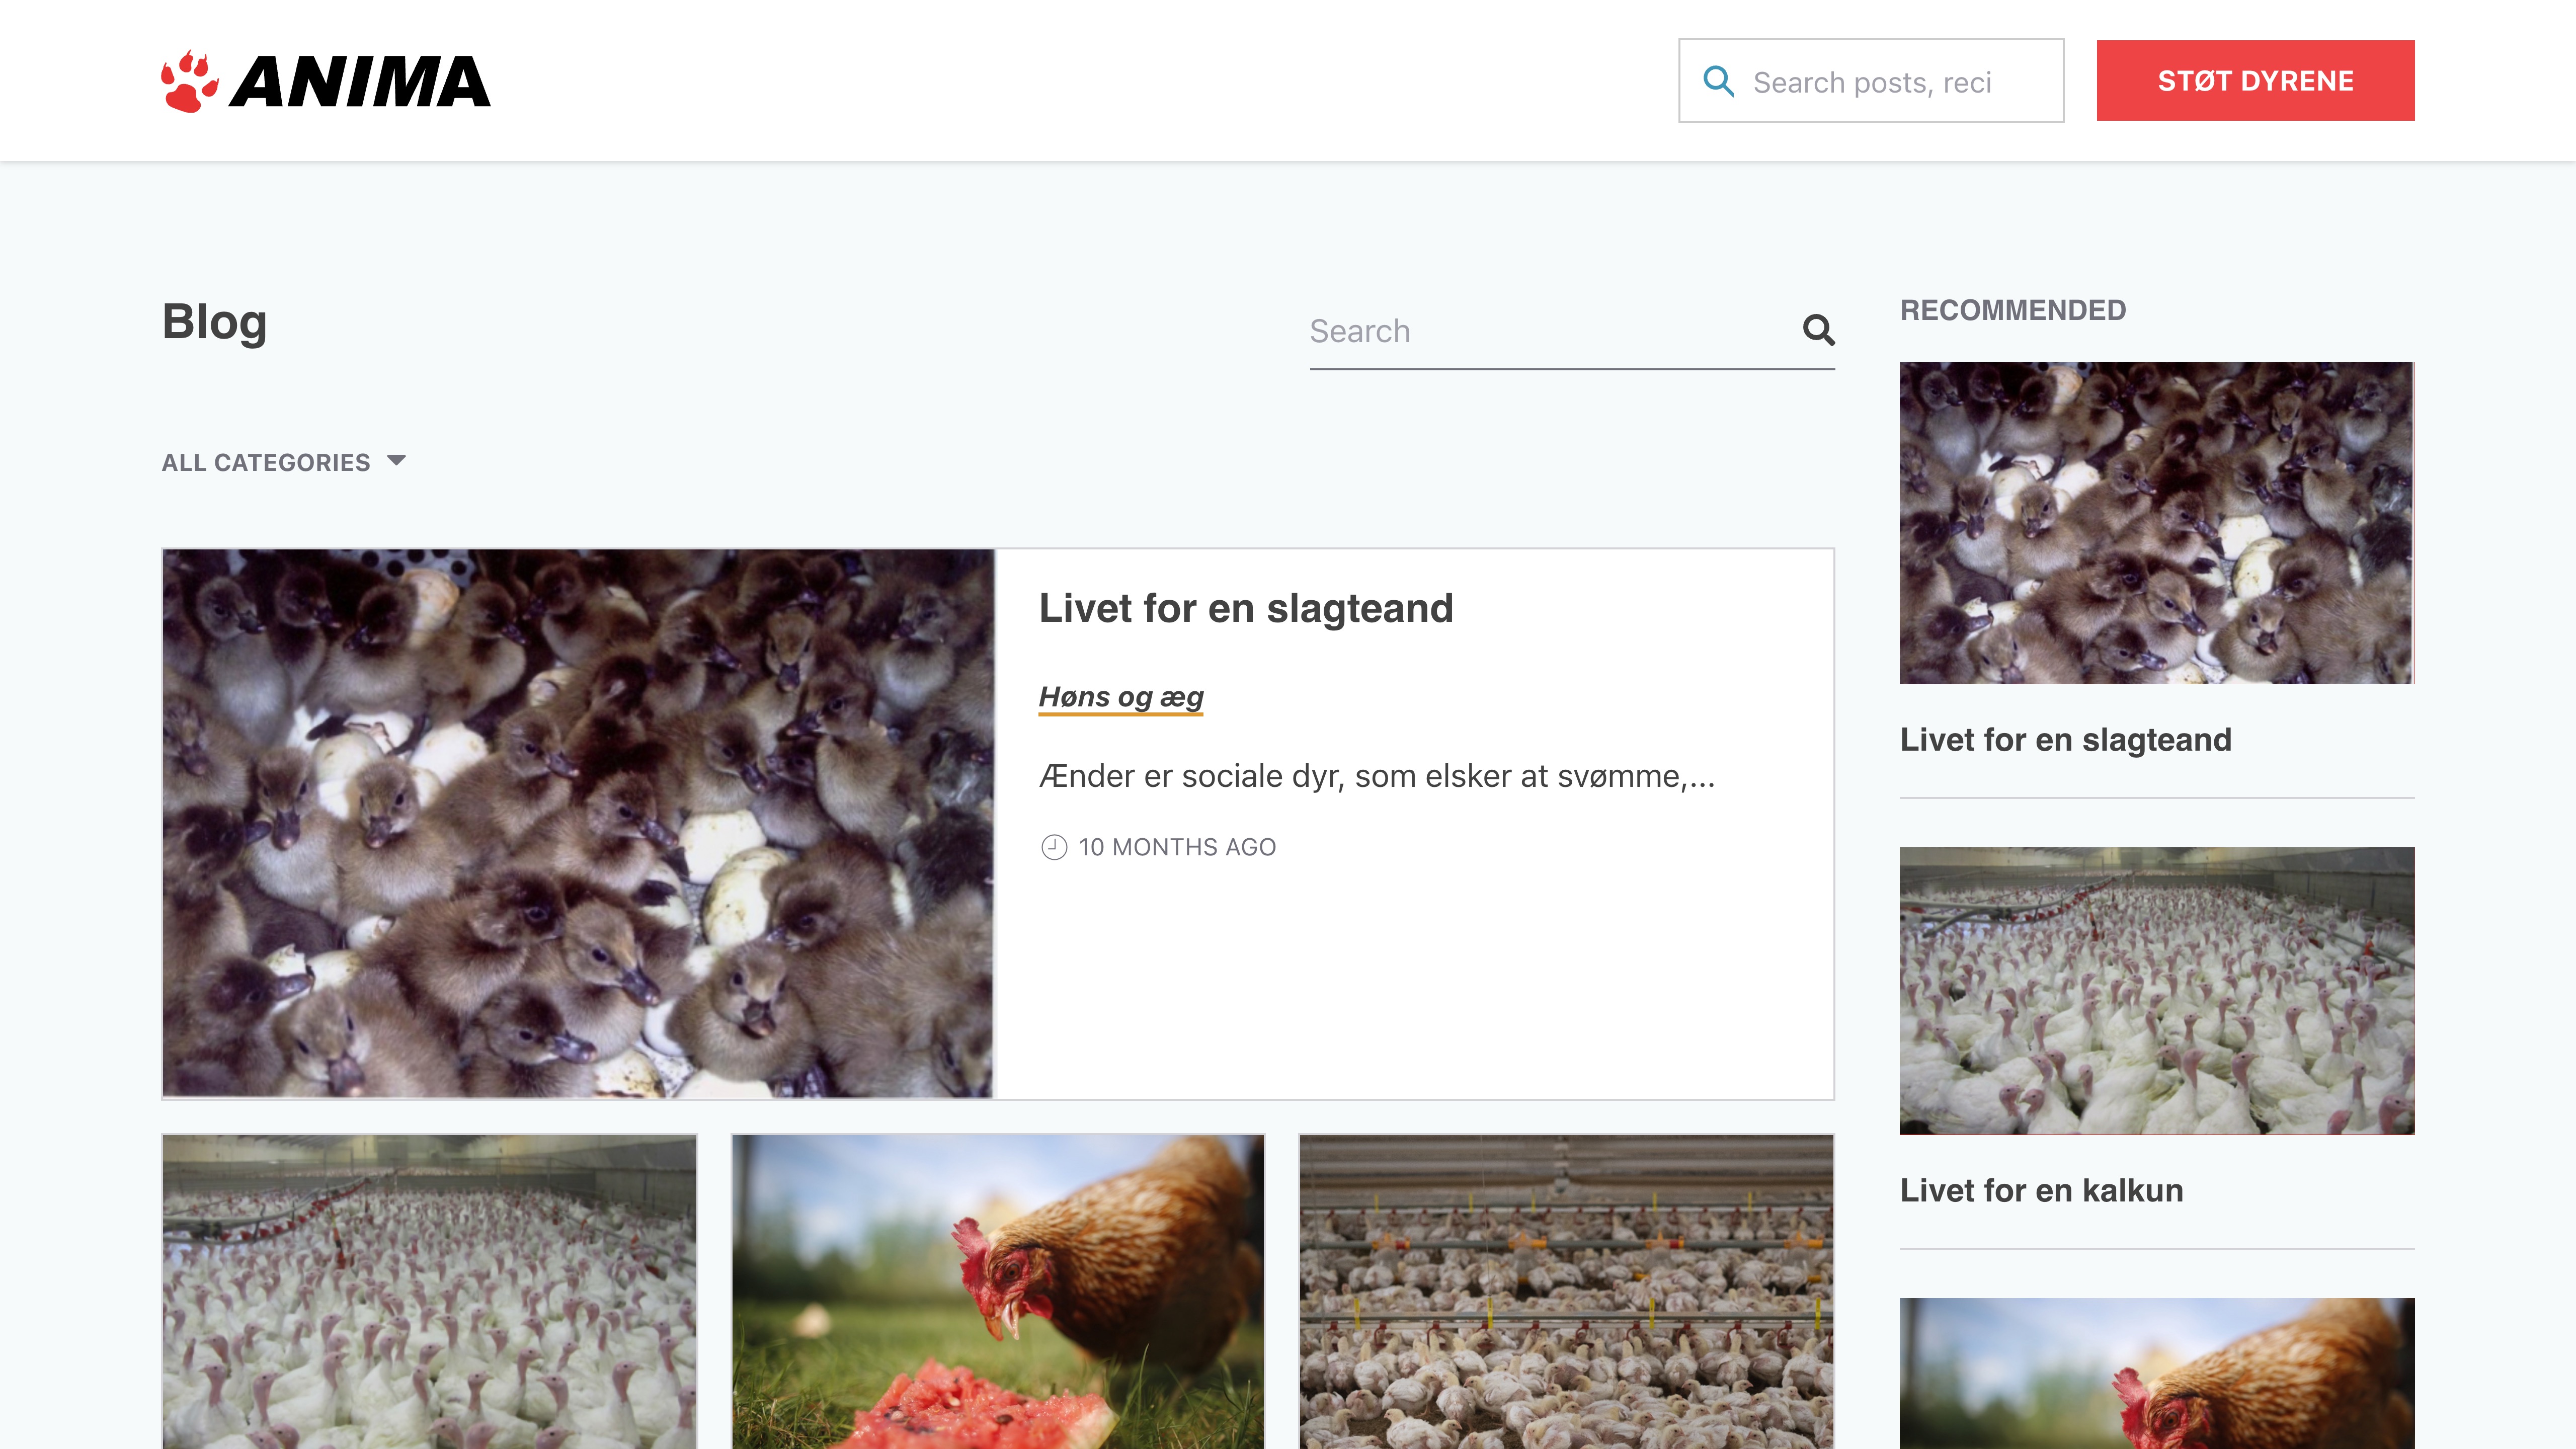 ANIMA
Search posts, reci
STØT DYRENE
Blog
Search
ALL CATEGORIES
Livet for en slagteand
Høns og æg
Ænder er sociale dyr, som elsker at svømme,...
10 MONTHS AGO
RECOMMENDED
Livet for en slagteand
Livet for en kalkun